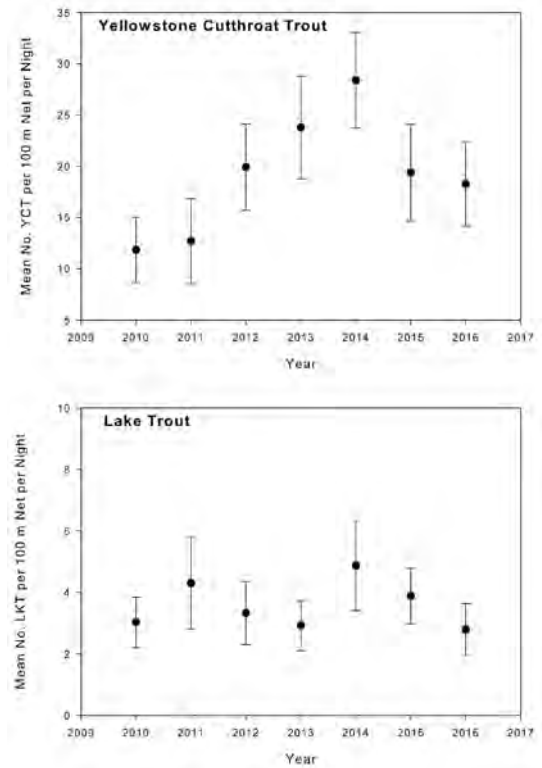 Yellowstone Cutthroat Trout
Mean No. YCT per 100 m Net per Night
35
30
25
20
15
10
5
2009 2010 2011 2012 2013 2014 2015 2016 2017
Year
Lake Trout
Mean No. LKT per 100 m Net per Night
10
8
6
4
2
0
2009 2010 2011 2012 2013 2014 2015 2016 2017
Year